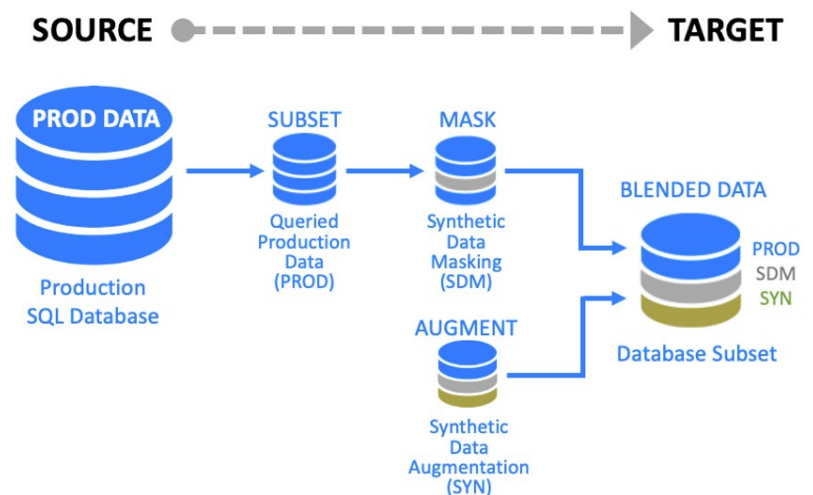 SOURCE
TARGET
PROD DATA
Production
SQL Database
SUBSET
Queried
Production
Data
(PROD)
MASK
Synthetic
Data
Masking
(SDM)
AUGMENT
Synthetic
Data
Augmentation
(SYN)
BLENDED DATA
PROD
SDM
SYN
Database Subset